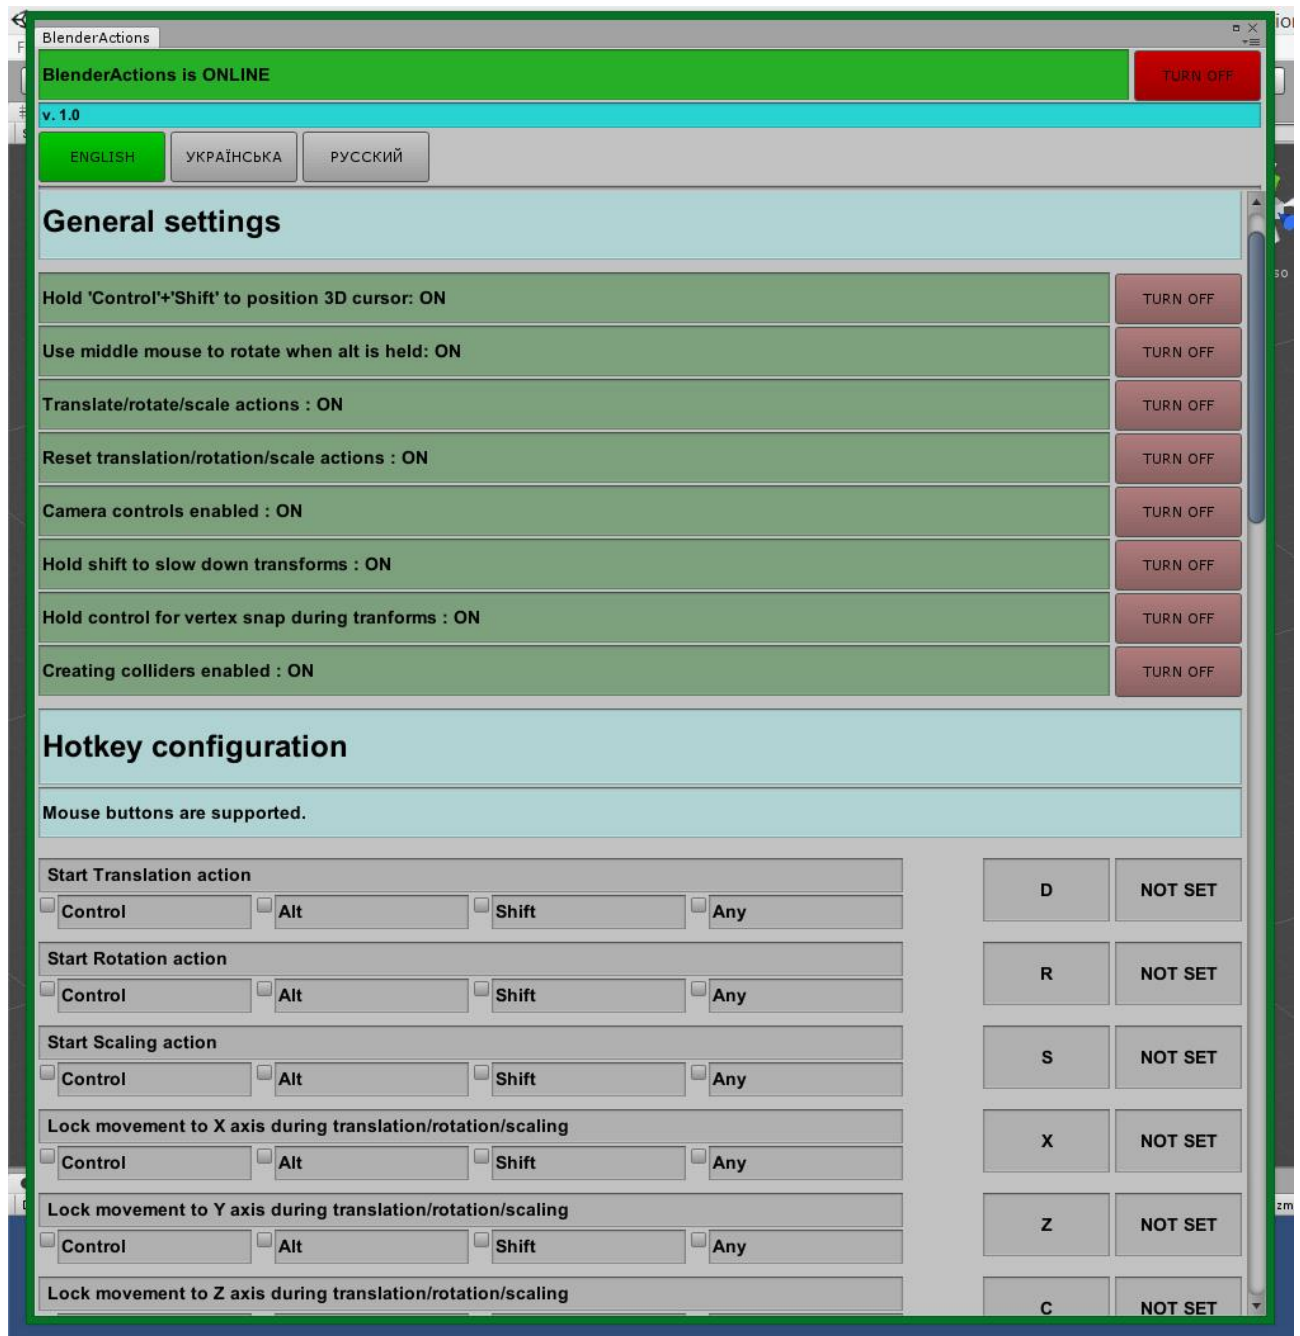 BlenderActions
BlenderActions is ONLINE
TURN OFF
v. 1.0
ENGLISH УКРАЇНСЬКА РУССКИЙ
General settings
Hold 'Control'+'Shift' to position 3D cursor: ON TURN OFF
Use middle mouse to rotate when alt is held: ON TURN OFF
Translate/rotate/scale actions : ON TURN OFF
Reset translation/rotation/scale actions : ON TURN OFF
Camera controls enabled : ON TURN OFF
Hold shift to slow down transforms : ON TURN OFF
Hold control for vertex snap during tranforms : ON TURN OFF
Creating colliders enabled : ON TURN OFF
Hotkey configuration
Mouse buttons are supported.
Start Translation action
D NOT SET
Control Alt Shift Any
Start Rotation action
R NOT SET
Control Alt Shift Any
Start Scaling action
S NOT SET
Control Alt Shift Any
Lock movement to X axis during translation/rotation/scaling
X NOT SET
Control Alt Shift Any
Lock movement to Y axis during translation/rotation/scaling
Z NOT SET
Control Alt Shift Any
Lock movement to Z axis during translation/rotation/scaling
C NOT SET